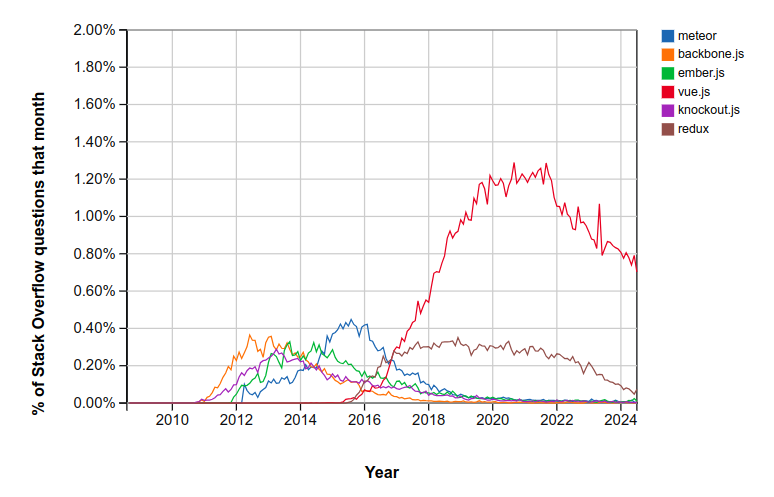 2.00%
1.80%
1.60%
1.40%
1.20%
1.00%
0.80%
0.60%
0.40%
0.20%
0.00%
% of Stack Overflow questions that month
2010 2012 2014 2016 2018 2020 2022 2024
Year
meteor
backbone.js
ember.js
vue.js
knockout.js
redux